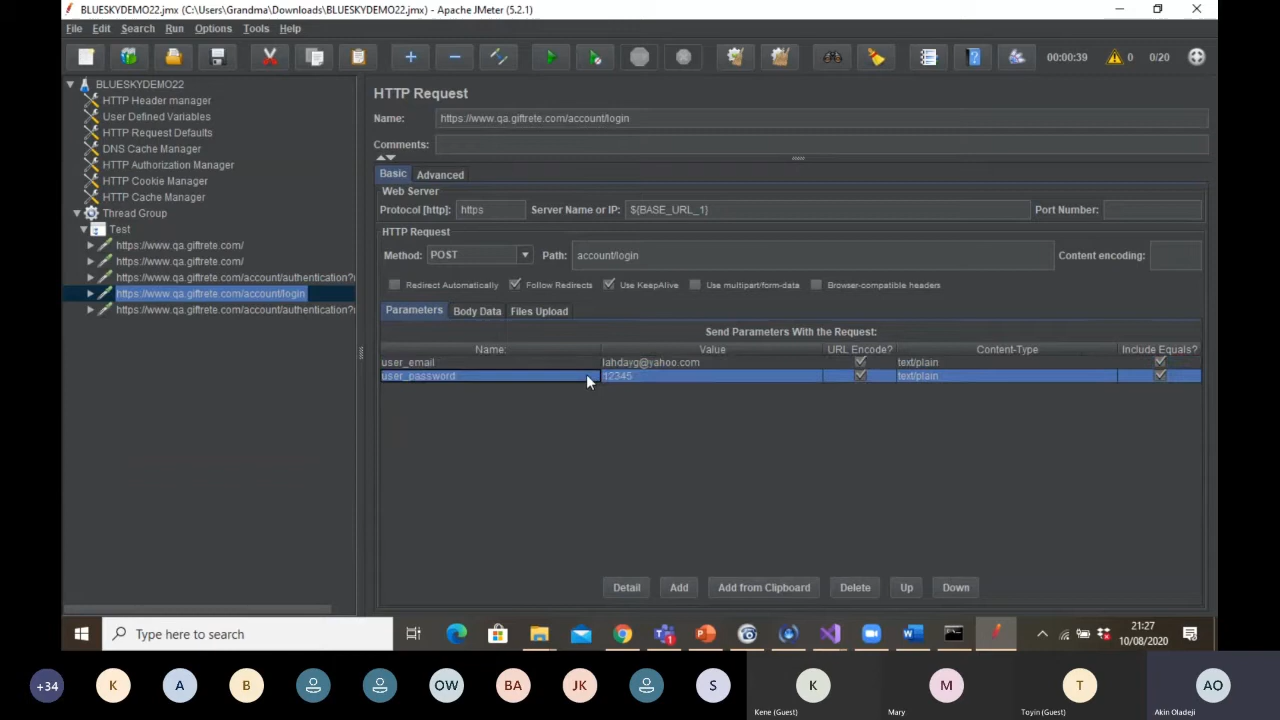 BLUESKYDEMO22.jmx (C:\Users\Grandma\Downloads\BLUESKYDEMO22.jmx) - Apache JMeter (5.2.1)
File Edit Search Run Options Tools Help
00:00:39 0 0/20
BLUESKYDEMO22
HTTP Header manager
User Defined Variables
HTTP Request Defaults
DNS Cache Manager
HTTP Authorization Manager
HTTP Cookie Manager
HTTP Cache Manager
Thread Group
Test
https://www.qa.giftrete.com/
https://www.qa.giftrete.com/
https://www.qa.giftrete.com/account/authentication?
https://www.qa.giftrete.com/account/login
https://www.qa.giftrete.com/account/authentication?
HTTP Request
Name: https://www.qa.giftrete.com/account/login
Comments:
Basic Advanced
Web Server
Protocol [http]: https Server Name or IP: ${BASE_URL_1} Port Number:
HTTP Request
Method: POST Path: account/login Content encoding:
Redirect Automatically Follow Redirects Use KeepAlive Use multipart/form-data Browser-compatible headers
Parameters Body Data Files Upload
Send Parameters With the Request:
Name: Value URL Encode? Content-Type Include Equals?
user_email lahdayg@yahoo.com text/plain
user_password 12345 text/plain
Detail Add Add from Clipboard Delete Up Down
Type here to search
21:27
10/08/2020
+34 K A B OW BA JK S K M T AO
Kene (Guest) Mary Toyin (Guest) Akin Oladeji